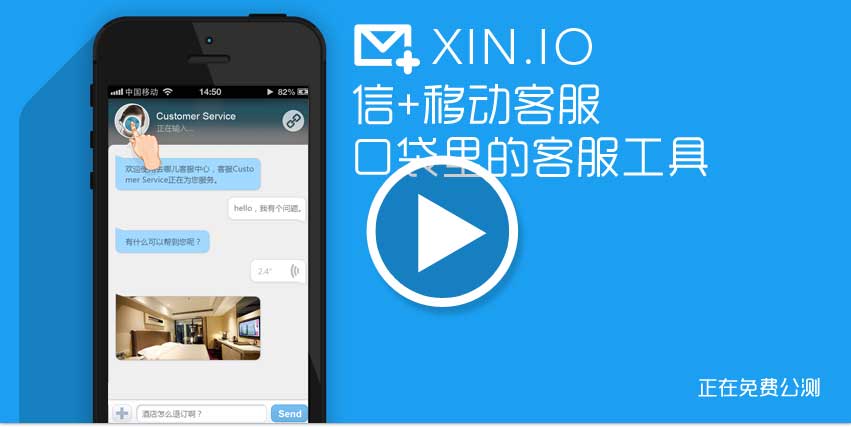 XIN.IO
信+移动客服
口袋里的客服工具
中国移动
14:50
82%
Customer Service
正在输入...
欢迎使用去哪儿客服中心，客服Custo
mer Service正在为您服务。
hello，我有个问题。
有什么可以帮到您呢？
2.4"
酒店怎么退订啊？
Send
正在免费公测